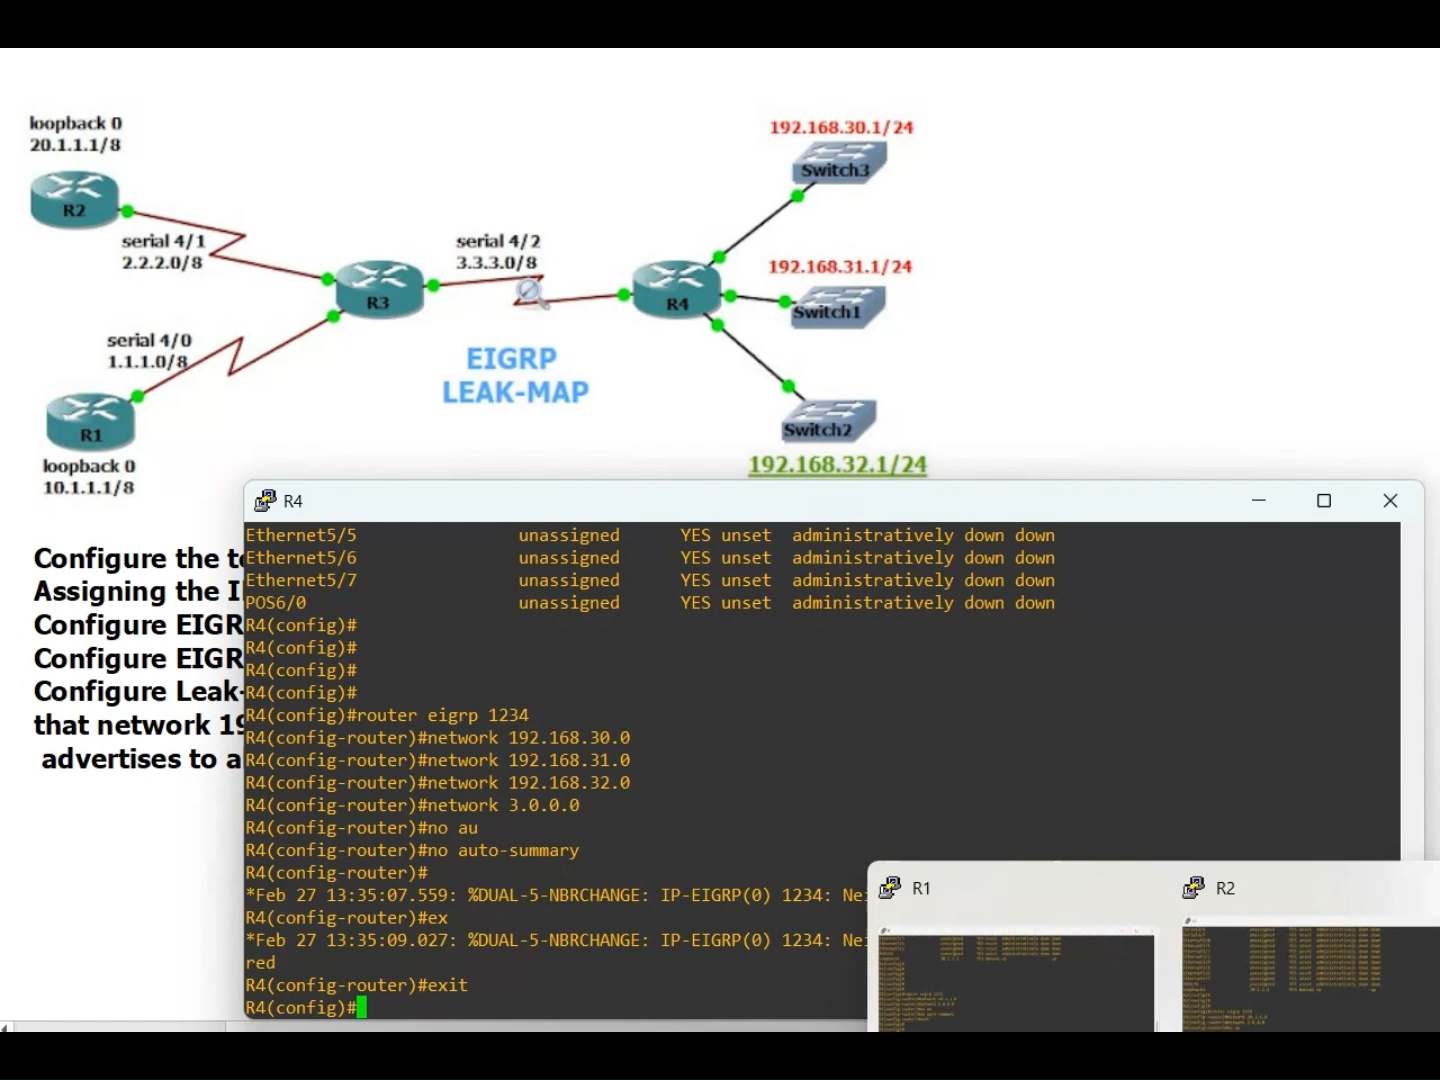 loopback 0
20.1.1.1/8
R2
serial 4/1
2.2.2.0/8
serial 4/0
1.1.1.0/8
R1
loopback 0
10.1.1.1/8
R3
serial 4/2
3.3.3.0/8
EIGRP
LEAK-MAP
R4
192.168.30.1/24
Switch3
192.168.31.1/24
Switch1
Switch2
192.168.32.1/24
Configure the t
Assigning the I
Configure EIGR
Configure EIGR
Configure Leak-
that network 19
advertises to a
R4
Ethernet5/5 unassigned YES unset administratively down down
Ethernet5/6 unassigned YES unset administratively down down
Ethernet5/7 unassigned YES unset administratively down down
POS6/0 unassigned YES unset administratively down down
R4(config)#
R4(config)#
R4(config)#
R4(config)#
R4(config)#router eigrp 1234
R4(config-router)#network 192.168.30.0
R4(config-router)#network 192.168.31.0
R4(config-router)#network 192.168.32.0
R4(config-router)#network 3.0.0.0
R4(config-router)#no au
R4(config-router)#no auto-summary
R4(config-router)#
*Feb 27 13:35:07.559: %DUAL-5-NBRCHANGE: IP-EIGRP(0) 1234: Nei
R4(config-router)#ex
*Feb 27 13:35:09.027: %DUAL-5-NBRCHANGE: IP-EIGRP(0) 1234: Nei
red
R4(config-router)#exit
R4(config)#
R1
R2